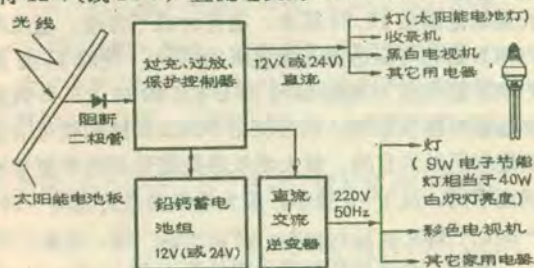 光线
过充、过放、
保护控制器
12V(或24V)
直流
灯(太阳能电池灯)
收录机
黑白电视机
其它用电器
阻断
二极管
太阳能电池板
铅钙蓄电
池组
12V(或24V)
直流
交流
逆变器
220V
50Hz
灯
(9W电子节能
灯相当于40W
白炽灯亮度)
彩色电视机
其它家用电器